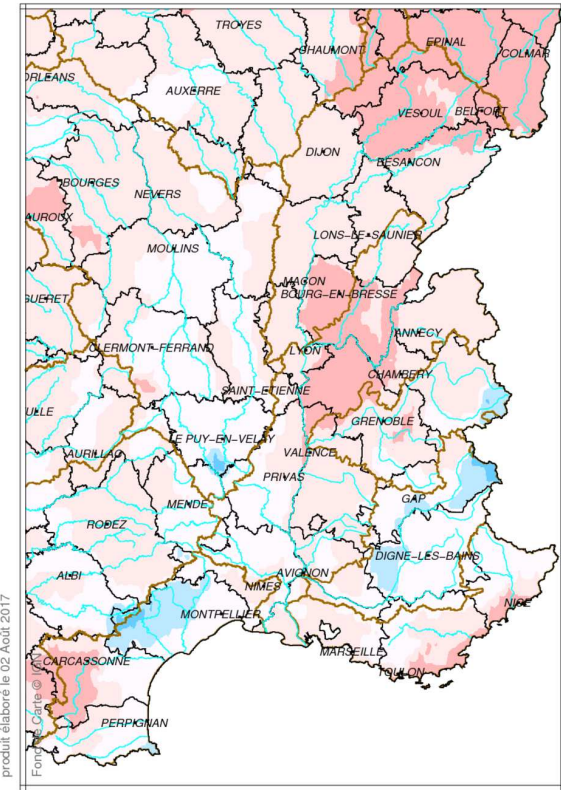 TROYES
CHAUMONT
EPINAL
COLMAR
ORLEANS
AUXERRE
VESOUL
BELFORT
DIJON
BESANCON
BOURGES
NEVERS
AUROUX
LONS-LE-SAUNIER
MOULINS
MACON
BOURG-EN-BRESSE
GUERET
ANNECY
CLERMONT-FERRAND
LYON
CHAMBERY
SAINT-ETIENNE
ULLE
GRENOBLE
LE PUY-EN-VELAY
AURILLAC
VALENCE
PRIVAS
GAP
MENDE
RODEZ
DIGNE-LES-BAINS
ALBI
AVIGNON
NIMES
MONTPELLIER
NICE
MARSEILLE
CARCASSONNE
TOULON
PERPIGNAN
produit élaboré le 02 Août 2017
Fond de Carte © IGN